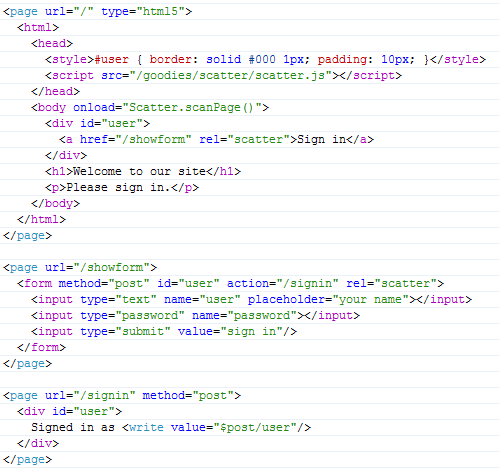 <page url="/" type="html5">
  <html>
    <head>
      <style>#user { border: solid #000 1px; padding: 10px; }</style>
      <script src="/goodies/scatter/scatter.js"></script>
    </head>
    <body onload="Scatter.scanPage()">
      <div id="user">
        <a href="/showform" rel="scatter">Sign in</a>
      </div>
      <h1>Welcome to our site</h1>
      <p>Please sign in.</p>
    </body>
  </html>
</page>

<page url="/showform">
  <form method="post" id="user" action="/signin" rel="scatter">
    <input type="text" name="user" placeholder="your name"></input>
    <input type="password" name="password"></input>
    <input type="submit" value="sign in"/>
  </form>
</page>

<page url="/signin" method="post">
  <div id="user">
    Signed in as <write value="$post/user"/>
  </div>
</page>